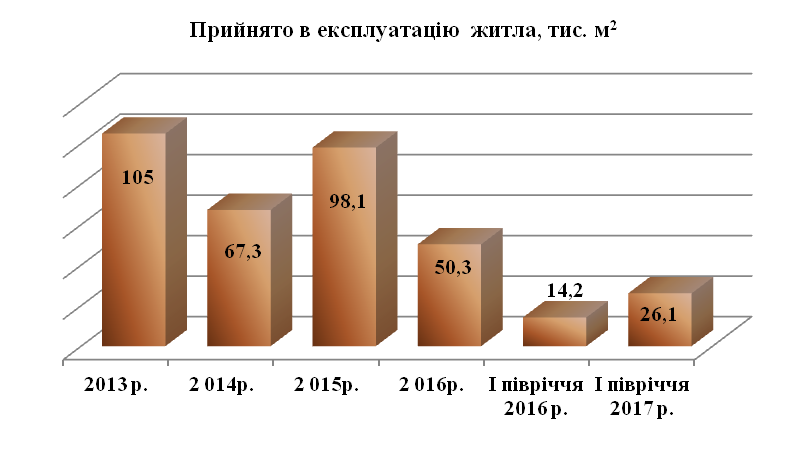 Прийнято в експлуатацію житла, тис. м²
105
67,3
98,1
50,3
14,2
26,1
2013 р.
2 014р.
2 015р.
2 016р.
І півріччя
2016 р.
І півріччя
2017 р.